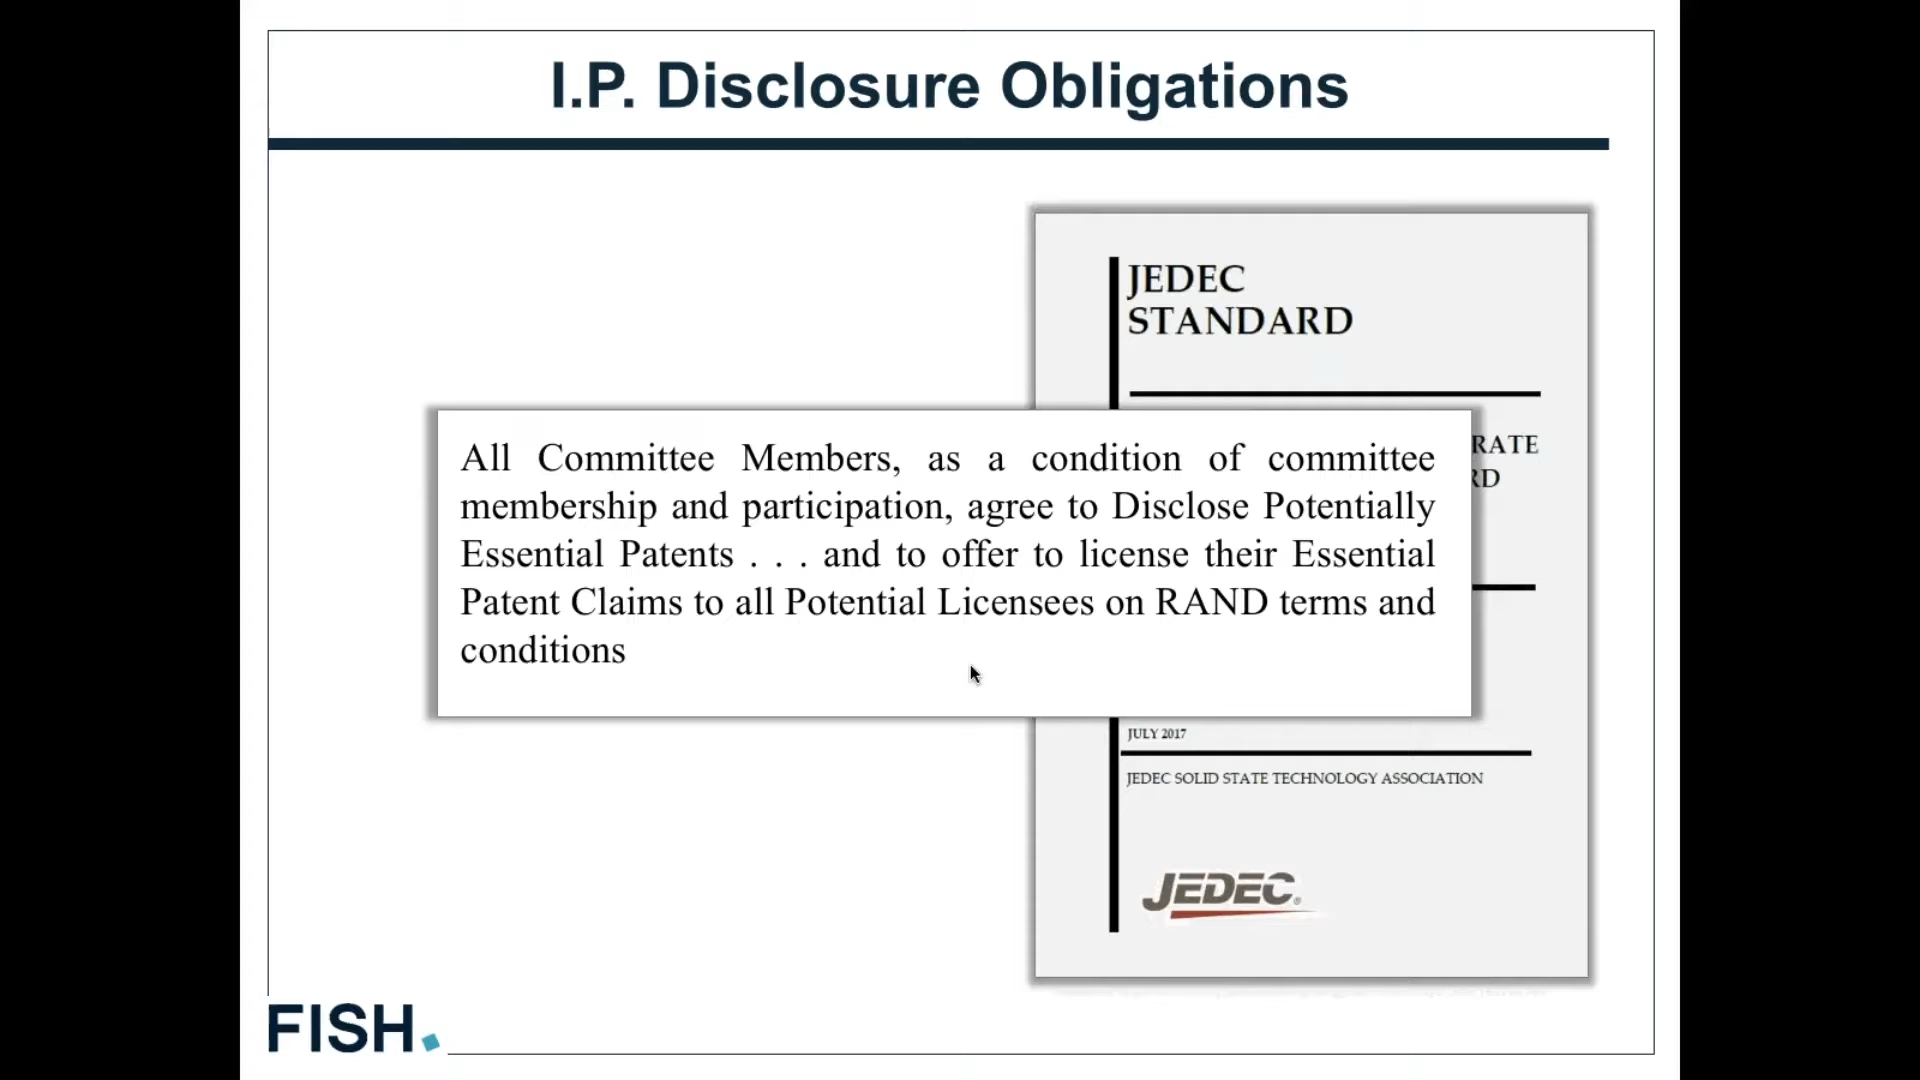 I.P. Disclosure Obligations
JEDEC
STANDARD
All Committee Members, as a condition of committee
membership and participation, agree to Disclose Potentially
Essential Patents . . . and to offer to license their Essential
Patent Claims to all Potential Licensees on RAND terms and
conditions
RATE
RD
JULY 2017
JEDEC SOLID STATE TECHNOLOGY ASSOCIATION
JEDEC®
FISH.